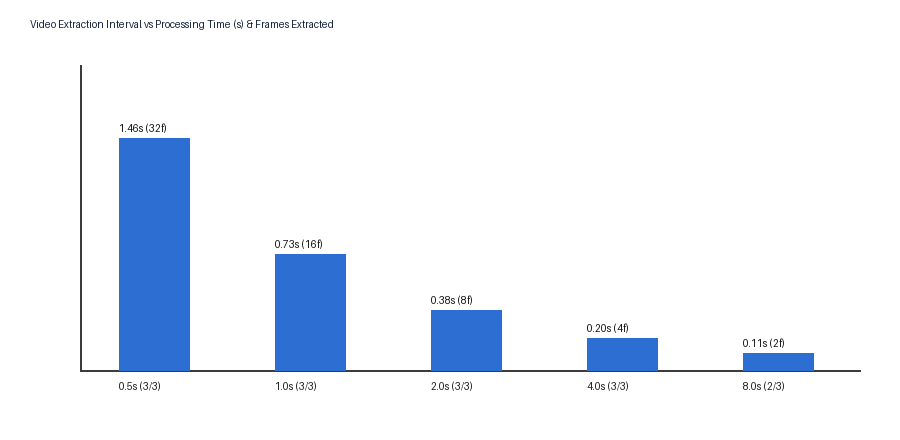 Video Extraction Interval vs Processing Time (s) & Frames Extracted
1.46s (32f)
0.73s (16f)
0.38s (8f)
0.20s (4f)
0.11s (2f)
0.5s (3/3)
1.0s (3/3)
2.0s (3/3)
4.0s (3/3)
8.0s (2/3)